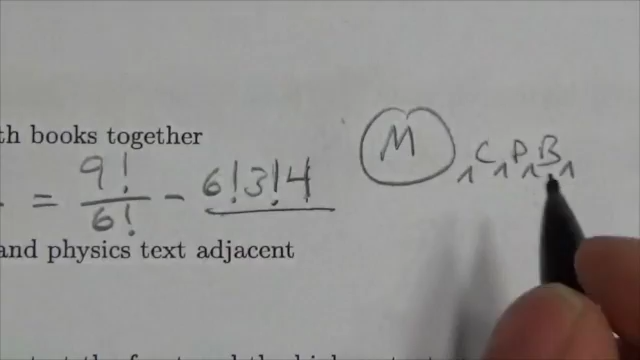 th books together
M C P B
= 9!/6! - 6!3!4
and physics text adjacent